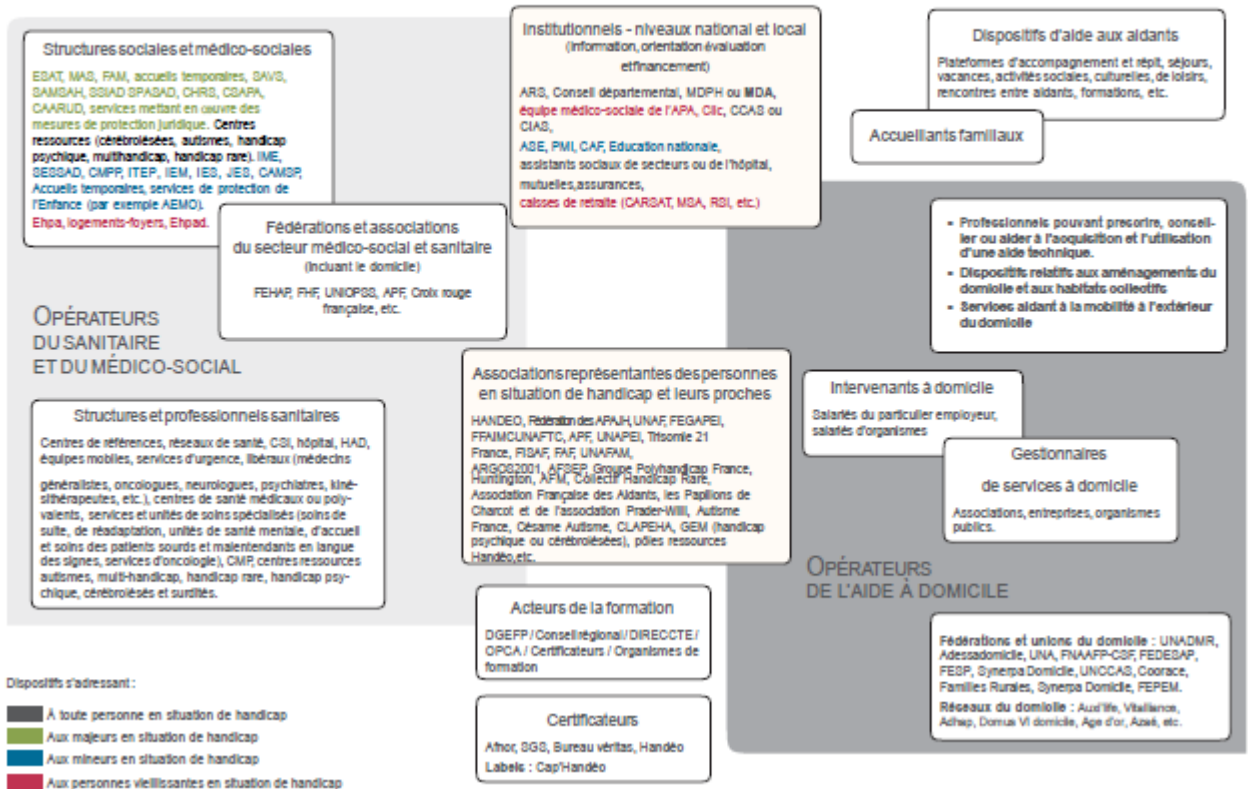 Structures sociales et médico-sociales
ESAT, MAS, FAM, accueils temporaires, SAVS,
SAMSAH, SSIAD SPASAD, CHRS, CSAPA,
CAARUD, services mettant en œuvre des
mesures de protection juridique. Centres
ressources (cérébrolésées, autismes, handicap
psychique, multihandicap, handicap rare). IME,
SESSAD, CMPP, ITEP, IEM, IES, JES, CAMSP,
Accueils temporaires, services de protection de
l'Enfance (par exemple AEMO).
Ehpa, logements-foyers, Ehpad.
Fédérations et associations
du secteur médico-social et sanitaire
(incluant le domicile)
FEHAP, FHF, UNIOPSS, APF, Croix rouge
française, etc.
OPÉRATEURS
DU SANITAIRE
ET DU MÉDICO-SOCIAL
Structures et professionnels sanitaires
Centres de références, réseaux de santé, CSI, hôpital, HAD,
équipes mobiles, services d'urgence, libéraux (médecins
généralistes, oncologues, neurologues, psychiatres, kiné-
sithérapeutes, etc.), centres de santé médicaux ou poly-
valents, services et unités de soins spécialisés (soins de
suite, de réadaptation, unités de santé mentale, d'accueil
et soins des patients sourds et malentendants en langue
des signes, services d'oncologie), CMP, centres ressources
autismes, multi-handicap, handicap rare, handicap psy-
chique, cérébrolésés et surdités.
Institutionnels - niveaux national et local
(information, orientation évaluation
etfinancement)
ARS, Conseil départemental, MDPH ou MDA,
équipe médico-sociale de l'APA, Clic, CCAS ou
CIAS,
ASE, PMI, CAF, Education nationale,
assistants sociaux de secteurs ou de l'hôpital,
mutuelles,assurances,
caisses de retraite (CARSAT, MSA, RSI, etc.)
Associations représentantes despersonnes
en situation de handicap et leurs proches
HANDEO, Fédération des APAJH, UNAF, FEGAPEI,
FFAIMCUNAFTC, APF, UNAPEI, Trisomie 21
France, FISAF, FAF, UNAFAM,
ARGOS2001, AFSEP, Groupe Polyhandicap France,
Huntington, AFM, Collectif Handicap Rare,
Association Française des Aidants, les Papillons de
Charcot et de l'association Prader-Willi, Autisme
France, Césame Autisme, CLAPEHA, GEM (handicap
psychique ou cérébrolésées), pôles ressources
Handéo,etc.
Acteurs de la formation
DGEFP / Conseil régional / DIRECCTE /
OPCA / Certificateurs / Organismes de
formation
Certificateurs
Afnor, SGS, Bureau véritas, Handéo
Labels : Cap'Handéo
Dispositifs d'aide aux aidants
Plateformes d'accompagnement et répit, séjours,
vacances, activités sociales, culturelles, de loisirs,
rencontres entre aidants, formations, etc.
Accueillants familiaux
- Professionnels pouvant presorire, conseil-
ler ou aider à l'acquisition et l'utilisation
d'une aide technique.
- Dispositifs relatifs aux aménagements du
domicile et aux habitats collectifs
- Services aidant à la mobilité à l'extérieur
du domicile
Intervenants à domicile
Salariés du particulier employeur,
salariés d'organismes
Gestionnaires
de services à domicile
Associations, entreprises, organismes
publics.
OPÉRATEURS
DE L'AIDE À DOMICILE
Fédérations et unions du domicile : UNADMR,
Adessadomicile, UNA, FNAAFP-CSF, FEDESAP,
FESP, Synerpa Domicile, UNCCAS, Coorace,
Familles Rurales, Synerpa Domicile, FEPEM.
Réseaux du domicile : Auxi'life, Vitalliance,
Adhap, Domus VI domicile, Age d'or, Azaé, etc.
Dispositifs s'adressant :
À toute personne en situation de handicap
Aux majeurs en situation de handicap
Aux mineurs en situation de handicap
Aux personnes vieillissantes en situation de handicap